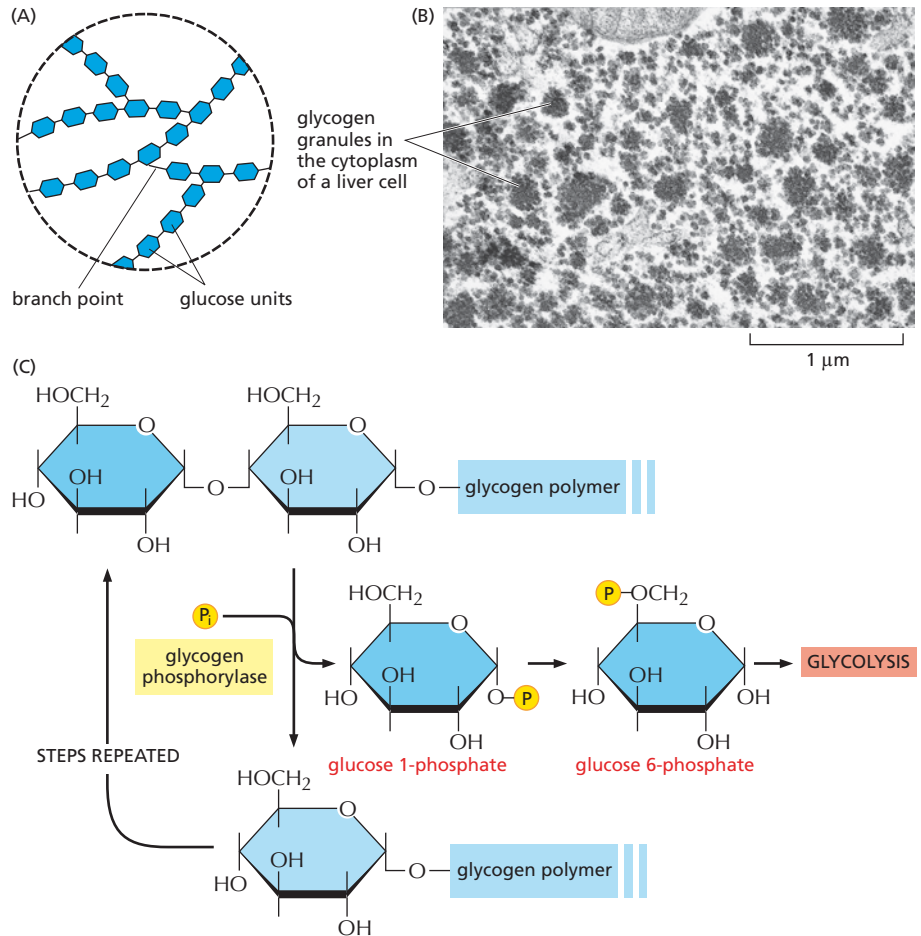 (A)
(B)
glycogen
granules in
the cytoplasm
of a liver cell
branch point
glucose units
1 μm
(C)
HOCH2
O
OH
HO
OH
O
HOCH2
O
OH
OH
O
glycogen polymer
Pi
glycogen
phosphorylase
HOCH2
O
OH
HO
O
P
OH
glucose 1-phosphate
P
OCH2
O
OH
HO
OH
OH
glucose 6-phosphate
GLYCOLYSIS
STEPS REPEATED
HOCH2
O
OH
HO
OH
O
glycogen polymer